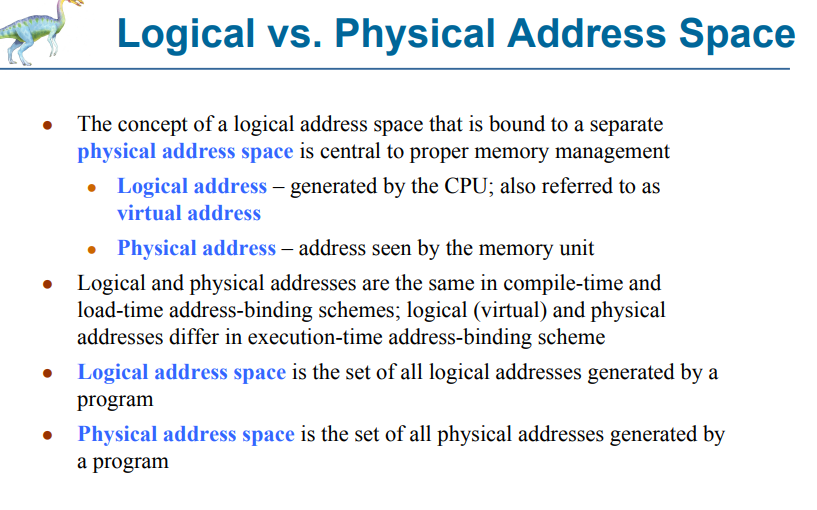 Logical vs. Physical Address Space
• The concept of a logical address space that is bound to a separate
physical address space is central to proper memory management
• Logical address – generated by the CPU; also referred to as
virtual address
• Physical address – address seen by the memory unit
• Logical and physical addresses are the same in compile-time and
load-time address-binding schemes; logical (virtual) and physical
addresses differ in execution-time address-binding scheme
• Logical address space is the set of all logical addresses generated by a
program
• Physical address space is the set of all physical addresses generated by
a program